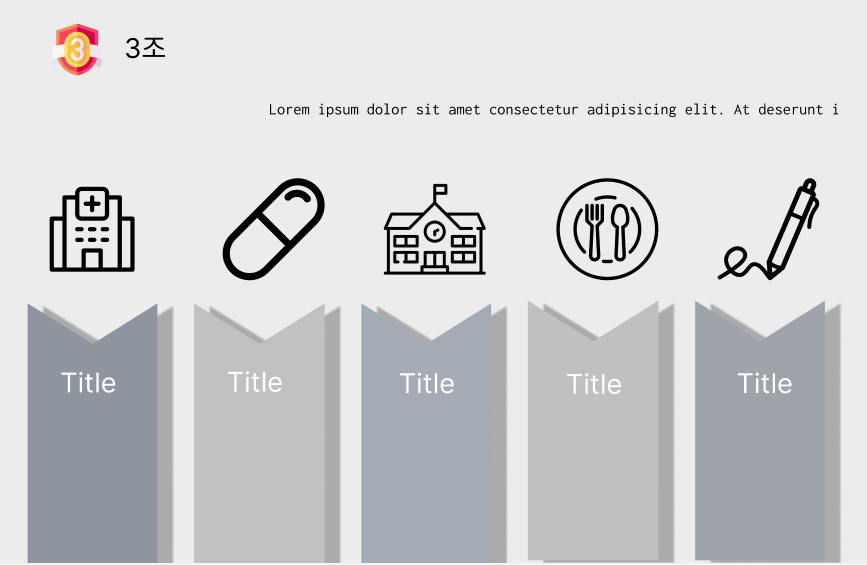 3
3조
Lorem ipsum dolor sit amet consectetur adipisicing elit. At deserunt i
Title
Title
Title
Title
Title